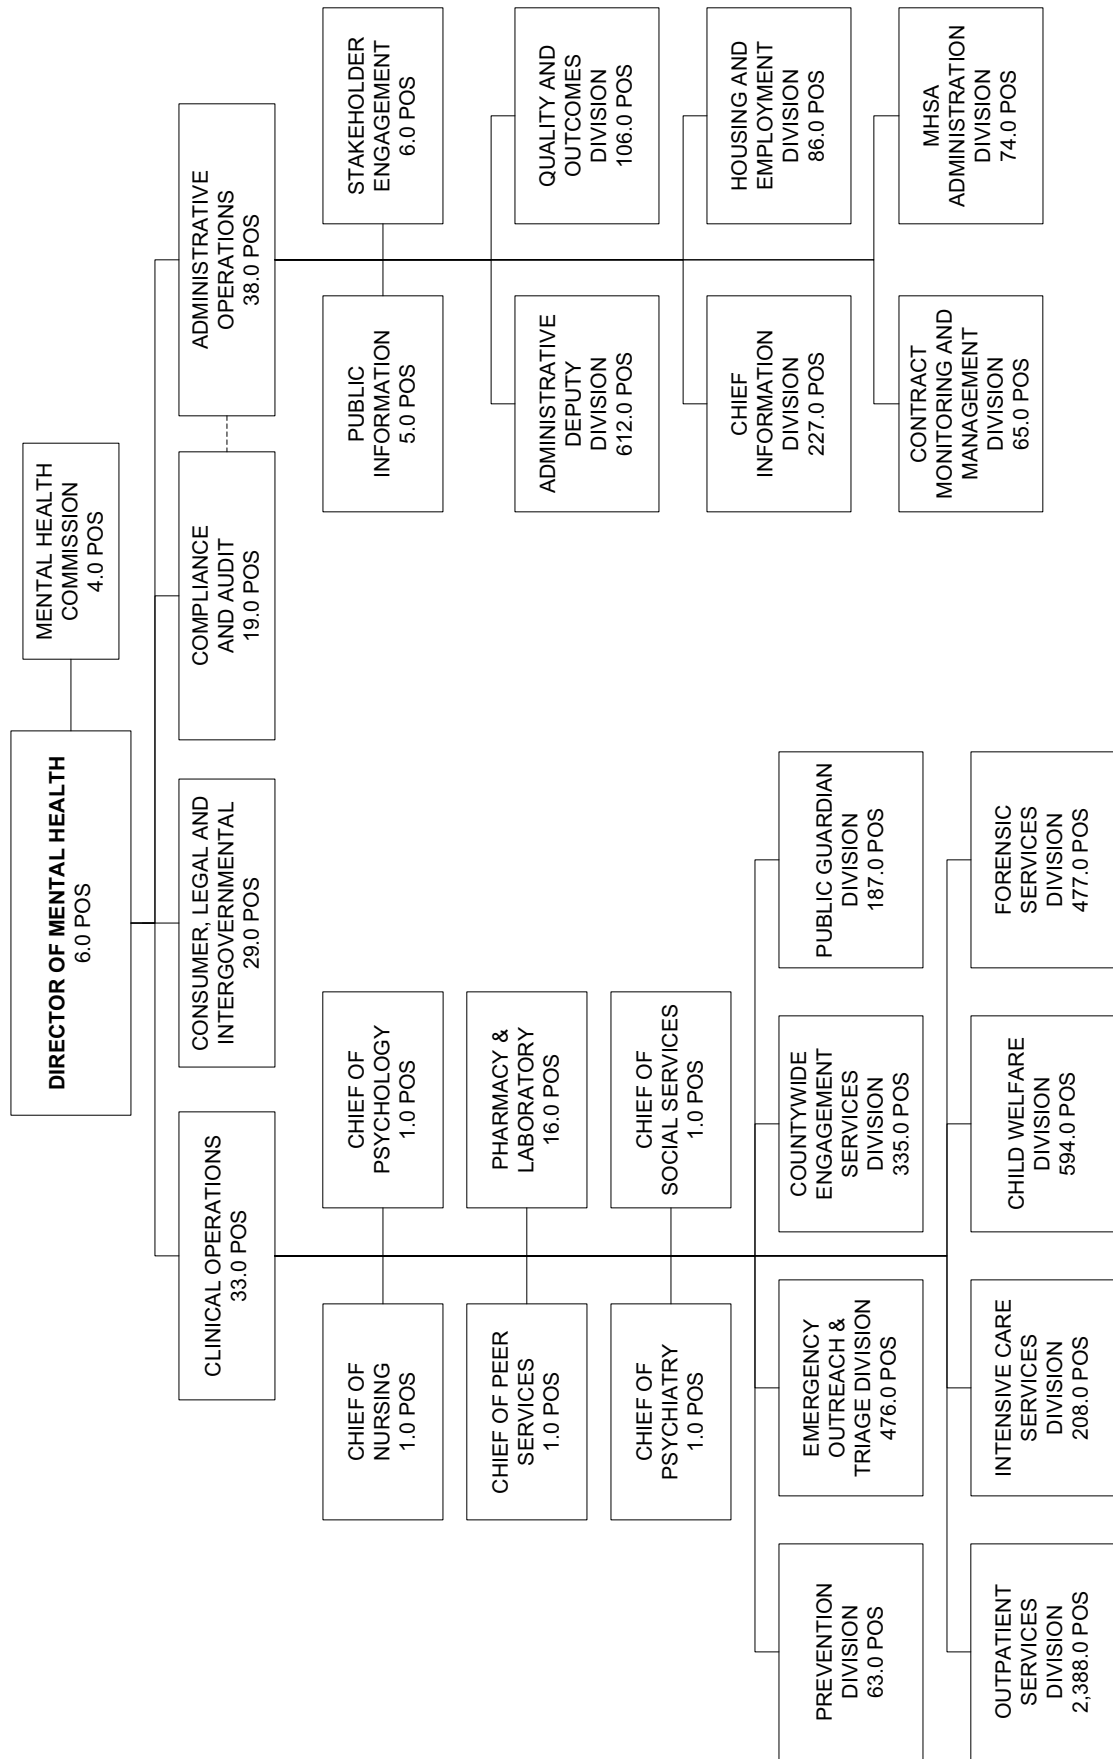 DIRECTOR OF MENTAL HEALTH
6.0 POS
MENTAL HEALTH
COMMISSION
4.0 POS
CLINICAL OPERATIONS
33.0 POS
CONSUMER, LEGAL AND
INTERGOVERNMENTAL
29.0 POS
COMPLIANCE
AND AUDIT
19.0 POS
ADMINISTRATIVE
OPERATIONS
38.0 POS
CHIEF OF
NURSING
1.0 POS
CHIEF OF
PSYCHOLOGY
1.0 POS
PUBLIC
INFORMATION
5.0 POS
STAKEHOLDER
ENGAGEMENT
6.0 POS
CHIEF OF PEER
SERVICES
1.0 POS
PHARMACY &
LABORATORY
16.0 POS
ADMINISTRATIVE
DEPUTY
DIVISION
612.0 POS
QUALITY AND
OUTCOMES
DIVISION
106.0 POS
CHIEF OF
PSYCHIATRY
1.0 POS
CHIEF OF
SOCIAL SERVICES
1.0 POS
CHIEF
INFORMATION
DIVISION
227.0 POS
HOUSING AND
EMPLOYMENT
DIVISION
86.0 POS
PREVENTION
DIVISION
63.0 POS
EMERGENCY
OUTREACH &
TRIAGE DIVISION
476.0 POS
COUNTYWIDE
ENGAGEMENT
SERVICES
DIVISION
335.0 POS
PUBLIC GUARDIAN
DIVISION
187.0 POS
CONTRACT
MONITORING AND
MANAGEMENT
DIVISION
65.0 POS
MHSA
ADMINISTRATION
DIVISION
74.0 POS
OUTPATIENT
SERVICES
DIVISION
2,388.0 POS
INTENSIVE CARE
SERVICES
DIVISION
208.0 POS
CHILD WELFARE
DIVISION
594.0 POS
FORENSIC
SERVICES
DIVISION
477.0 POS